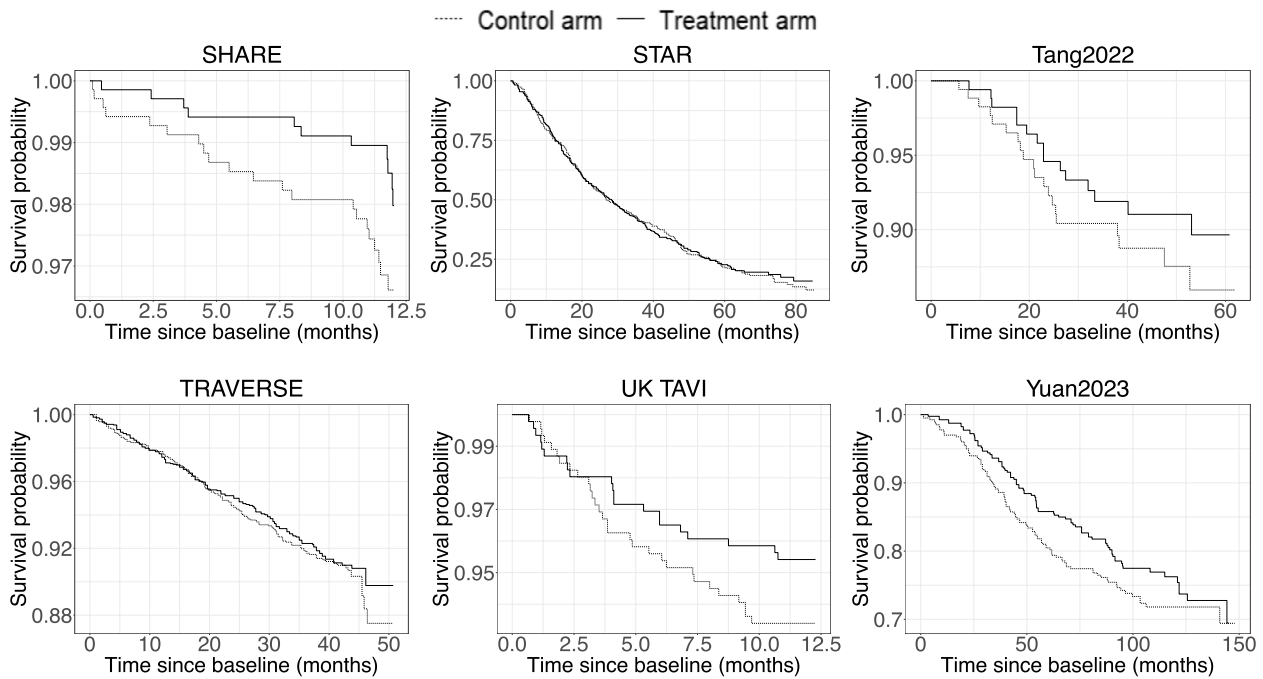 Control arm Treatment arm
SHARE
Survival probability
1.00
0.99
0.98
0.97
0.0 2.5 5.0 7.5 10.0 12.5
Time since baseline (months)
STAR
Survival probability
1.00
0.75
0.50
0.25
0 20 40 60 80
Time since baseline (months)
Tang2022
Survival probability
1.00
0.95
0.90
0 20 40 60
Time since baseline (months)
TRAVERSE
Survival probability
1.00
0.96
0.92
0.88
0 10 20 30 40 50
Time since baseline (months)
UK TAVI
Survival probability
0.99
0.97
0.95
0.0 2.5 5.0 7.5 10.0 12.5
Time since baseline (months)
Yuan2023
Survival probability
1.0
0.9
0.8
0.7
0 50 100 150
Time since baseline (months)